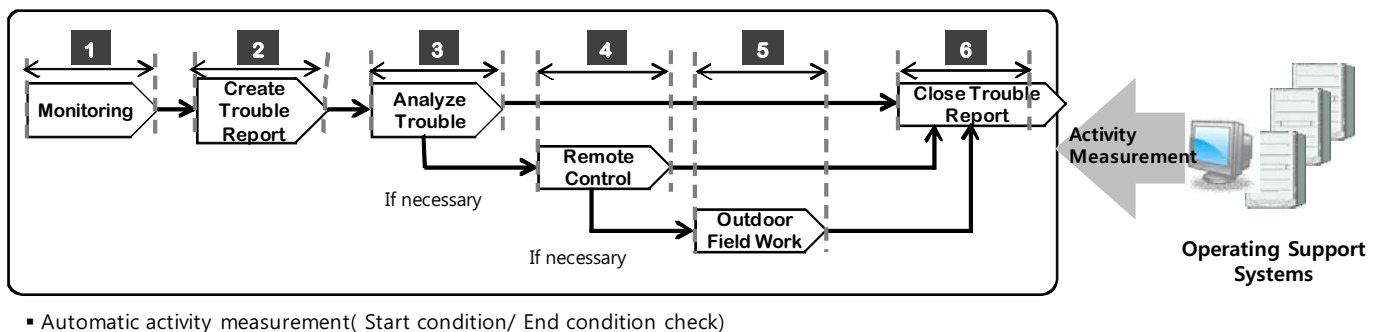 1
2
3
4
5
6
Monitoring
Create
Trouble
Report
Analyze
Trouble
Close Trouble
Report
Remote
Control
If necessary
Outdoor
Field Work
If necessary
Activity
Measurement
Operating Support
Systems
▪ Automatic activity measurement( Start condition/ End condition check)